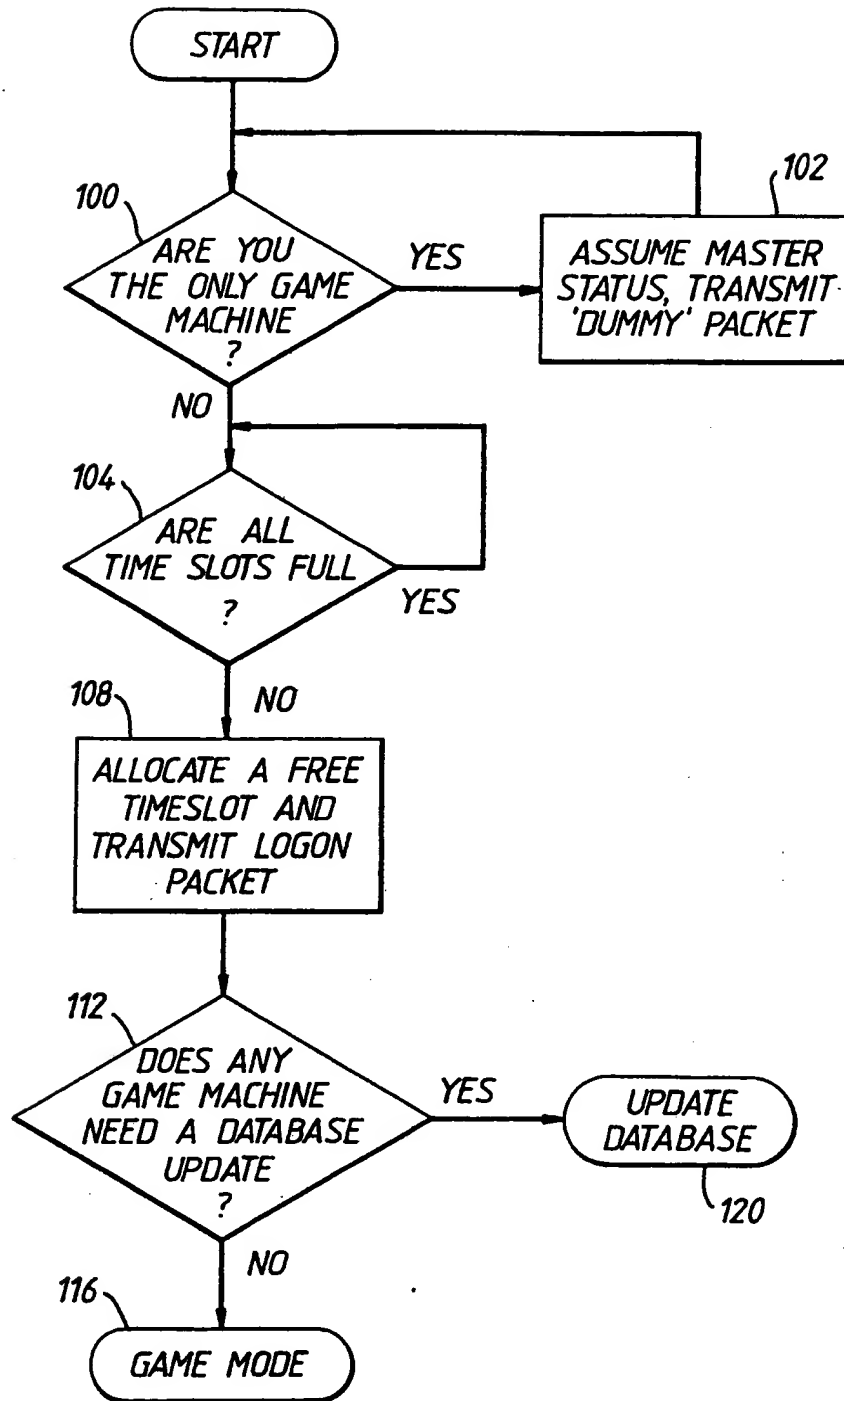 START
100
ARE YOU
THE ONLY GAME
MACHINE
?
YES
102
ASSUME MASTER
STATUS, TRANSMIT
'DUMMY' PACKET
NO
104
ARE ALL
TIME SLOTS FULL
?
YES
NO
108
ALLOCATE A FREE
TIMESLOT AND
TRANSMIT LOGON
PACKET
112
DOES ANY
GAME MACHINE
NEED A DATABASE
UPDATE
?
YES
UPDATE
DATABASE
120
NO
116
GAME MODE